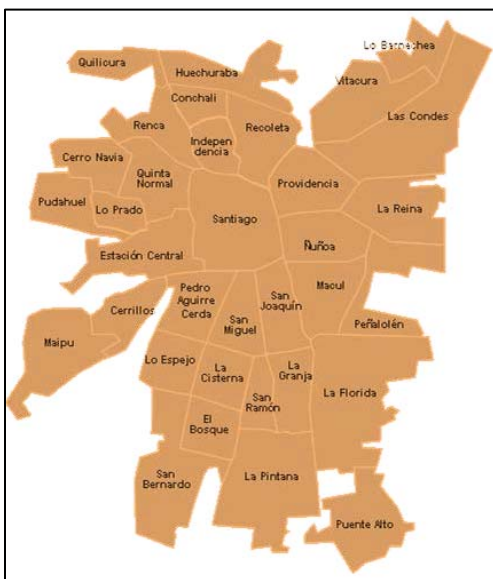 Lo Barnechea
Quilicura
Huechuraba
Vitacura
Conchalí
Las Condes
Renca
Indepen
dencia
Recoleta
Cerro Navia
Quinta
Normal
Providencia
Pudahuel
Lo Prado
La Reina
Santiago
Ñuñoa
Estación Central
Pedro
Aguirre
Cerda
San
Joaquín
Macul
Cerrillos
San
Miguel
Peñalolén
Maipu
Lo Espejo
La
Cisterna
La
Granja
La Florida
San
Ramón
El
Bosque
San
Bernardo
La Pintana
Puente Alto